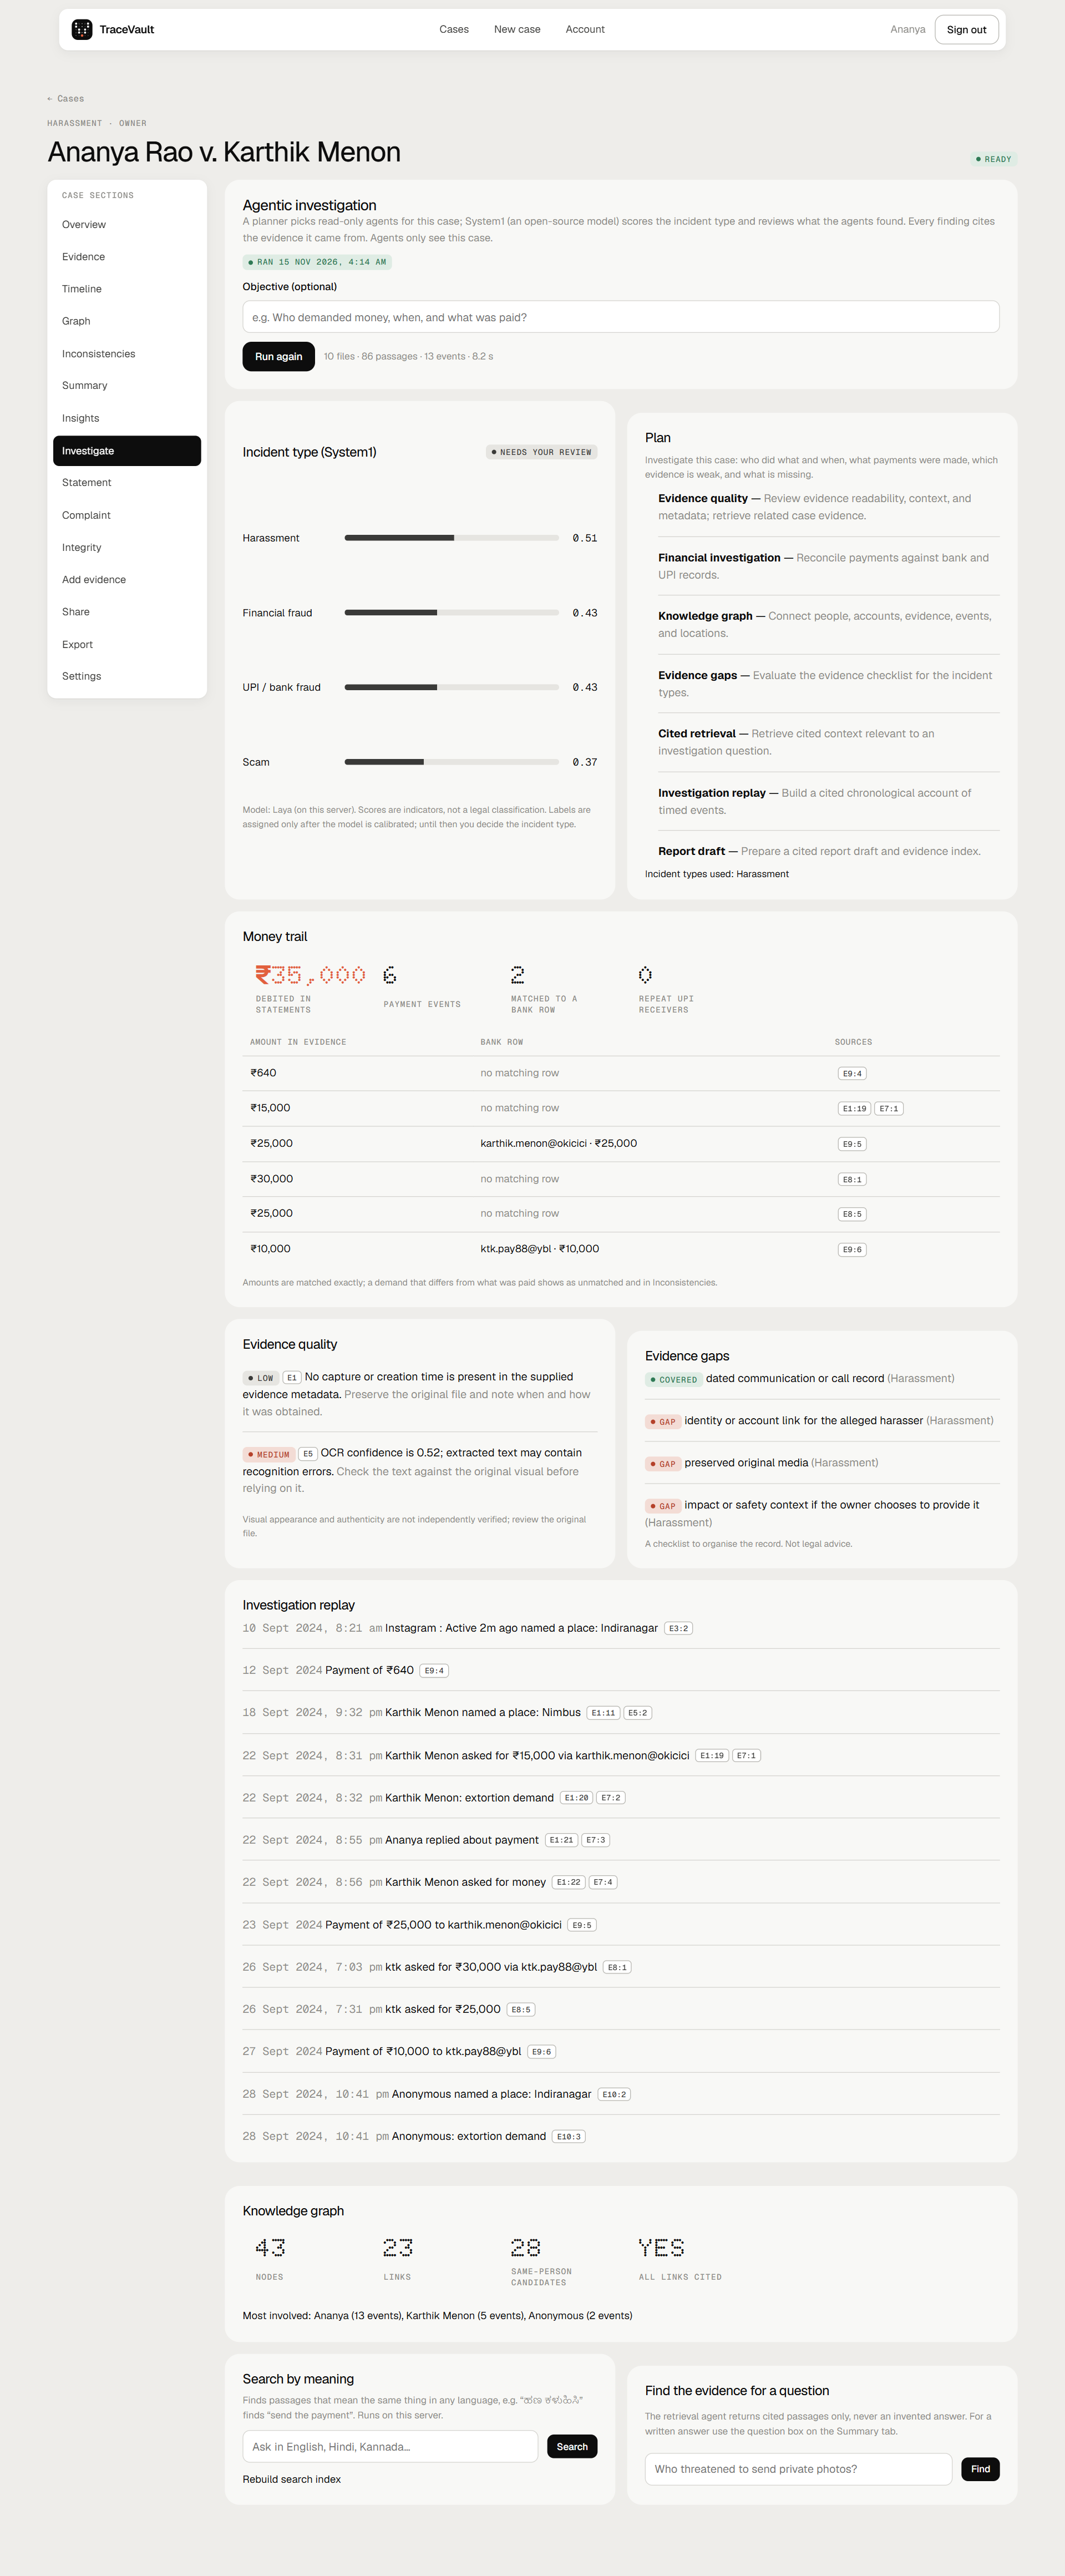 TraceVault
Cases
New case
Account
Ananya
Sign out
← Cases
HARASSMENT · OWNER
Ananya Rao v. Karthik Menon
READY
CASE SECTIONS
Overview
Evidence
Timeline
Graph
Inconsistencies
Summary
Insights
Investigate
Statement
Complaint
Integrity
Add evidence
Share
Export
Settings
Agentic investigation
A planner picks read-only agents for this case; System1 (an open-source model) scores the incident type and reviews what the agents found. Every finding cites
the evidence it came from. Agents only see this case.
RAN 15 NOV 2026, 4:14 AM
Objective (optional)
e.g. Who demanded money, when, and what was paid?
Run again
10 files · 86 passages · 13 events · 8.2 s
Incident type (System1)
NEEDS YOUR REVIEW
Harassment 0.51
Financial fraud 0.43
UPI / bank fraud 0.43
Scam 0.37
Model: Laya (on this server). Scores are indicators, not a legal classification. Labels are
assigned only after the model is calibrated; until then you decide the incident type.
Plan
Investigate this case: who did what and when, what payments were made, which
evidence is weak, and what is missing.
Evidence quality — Review evidence readability, context, and
metadata; retrieve related case evidence.
Financial investigation — Reconcile payments against bank and
UPI records.
Knowledge graph — Connect people, accounts, evidence, events,
and locations.
Evidence gaps — Evaluate the evidence checklist for the incident
types.
Cited retrieval — Retrieve cited context relevant to an
investigation question.
Investigation replay — Build a cited chronological account of
timed events.
Report draft — Prepare a cited report draft and evidence index.
Incident types used: Harassment
Money trail
₹35,000
DEBITED IN
STATEMENTS
6
PAYMENT EVENTS
2
MATCHED TO A
BANK ROW
0
REPEAT UPI
RECEIVERS
AMOUNT IN EVIDENCE BANK ROW SOURCES
₹640 no matching row E9:4
₹15,000 no matching row E1:19 E7:1
₹25,000 karthik.menon@okicici · ₹25,000 E9:5
₹30,000 no matching row E8:1
₹25,000 no matching row E8:5
₹10,000 ktk.pay88@ybl · ₹10,000 E9:6
Amounts are matched exactly; a demand that differs from what was paid shows as unmatched and in Inconsistencies.
Evidence quality
LOW E1 No capture or creation time is present in the supplied
evidence metadata. Preserve the original file and note when and how
it was obtained.
MEDIUM E5 OCR confidence is 0.52; extracted text may contain
recognition errors. Check the text against the original visual before
relying on it.
Visual appearance and authenticity are not independently verified; review the original
file.
Evidence gaps
COVERED dated communication or call record (Harassment)
GAP identity or account link for the alleged harasser (Harassment)
GAP preserved original media (Harassment)
GAP impact or safety context if the owner chooses to provide it
(Harassment)
A checklist to organise the record. Not legal advice.
Investigation replay
10 Sept 2024, 8:21 am Instagram : Active 2m ago named a place: Indiranagar E3:2
12 Sept 2024 Payment of ₹640 E9:4
18 Sept 2024, 9:32 pm Karthik Menon named a place: Nimbus E1:11 E5:2
22 Sept 2024, 8:31 pm Karthik Menon asked for ₹15,000 via karthik.menon@okicici E1:19 E7:1
22 Sept 2024, 8:32 pm Karthik Menon: extortion demand E1:20 E7:2
22 Sept 2024, 8:55 pm Ananya replied about payment E1:21 E7:3
22 Sept 2024, 8:56 pm Karthik Menon asked for money E1:22 E7:4
23 Sept 2024 Payment of ₹25,000 to karthik.menon@okicici E9:5
26 Sept 2024, 7:03 pm ktk asked for ₹30,000 via ktk.pay88@ybl E8:1
26 Sept 2024, 7:31 pm ktk asked for ₹25,000 E8:5
27 Sept 2024 Payment of ₹10,000 to ktk.pay88@ybl E9:6
28 Sept 2024, 10:41 pm Anonymous named a place: Indiranagar E10:2
28 Sept 2024, 10:41 pm Anonymous: extortion demand E10:3
Knowledge graph
43
NODES
23
LINKS
28
SAME-PERSON
CANDIDATES
YES
ALL LINKS CITED
Most involved: Ananya (13 events), Karthik Menon (5 events), Anonymous (2 events)
Search by meaning
Finds passages that mean the same thing in any language, e.g. “ಹಣ ಕಳುಹಿಸಿ”
finds “send the payment”. Runs on this server.
Ask in English, Hindi, Kannada...
Search
Rebuild search index
Find the evidence for a question
The retrieval agent returns cited passages only, never an invented answer. For a
written answer use the question box on the Summary tab.
Who threatened to send private photos?
Find